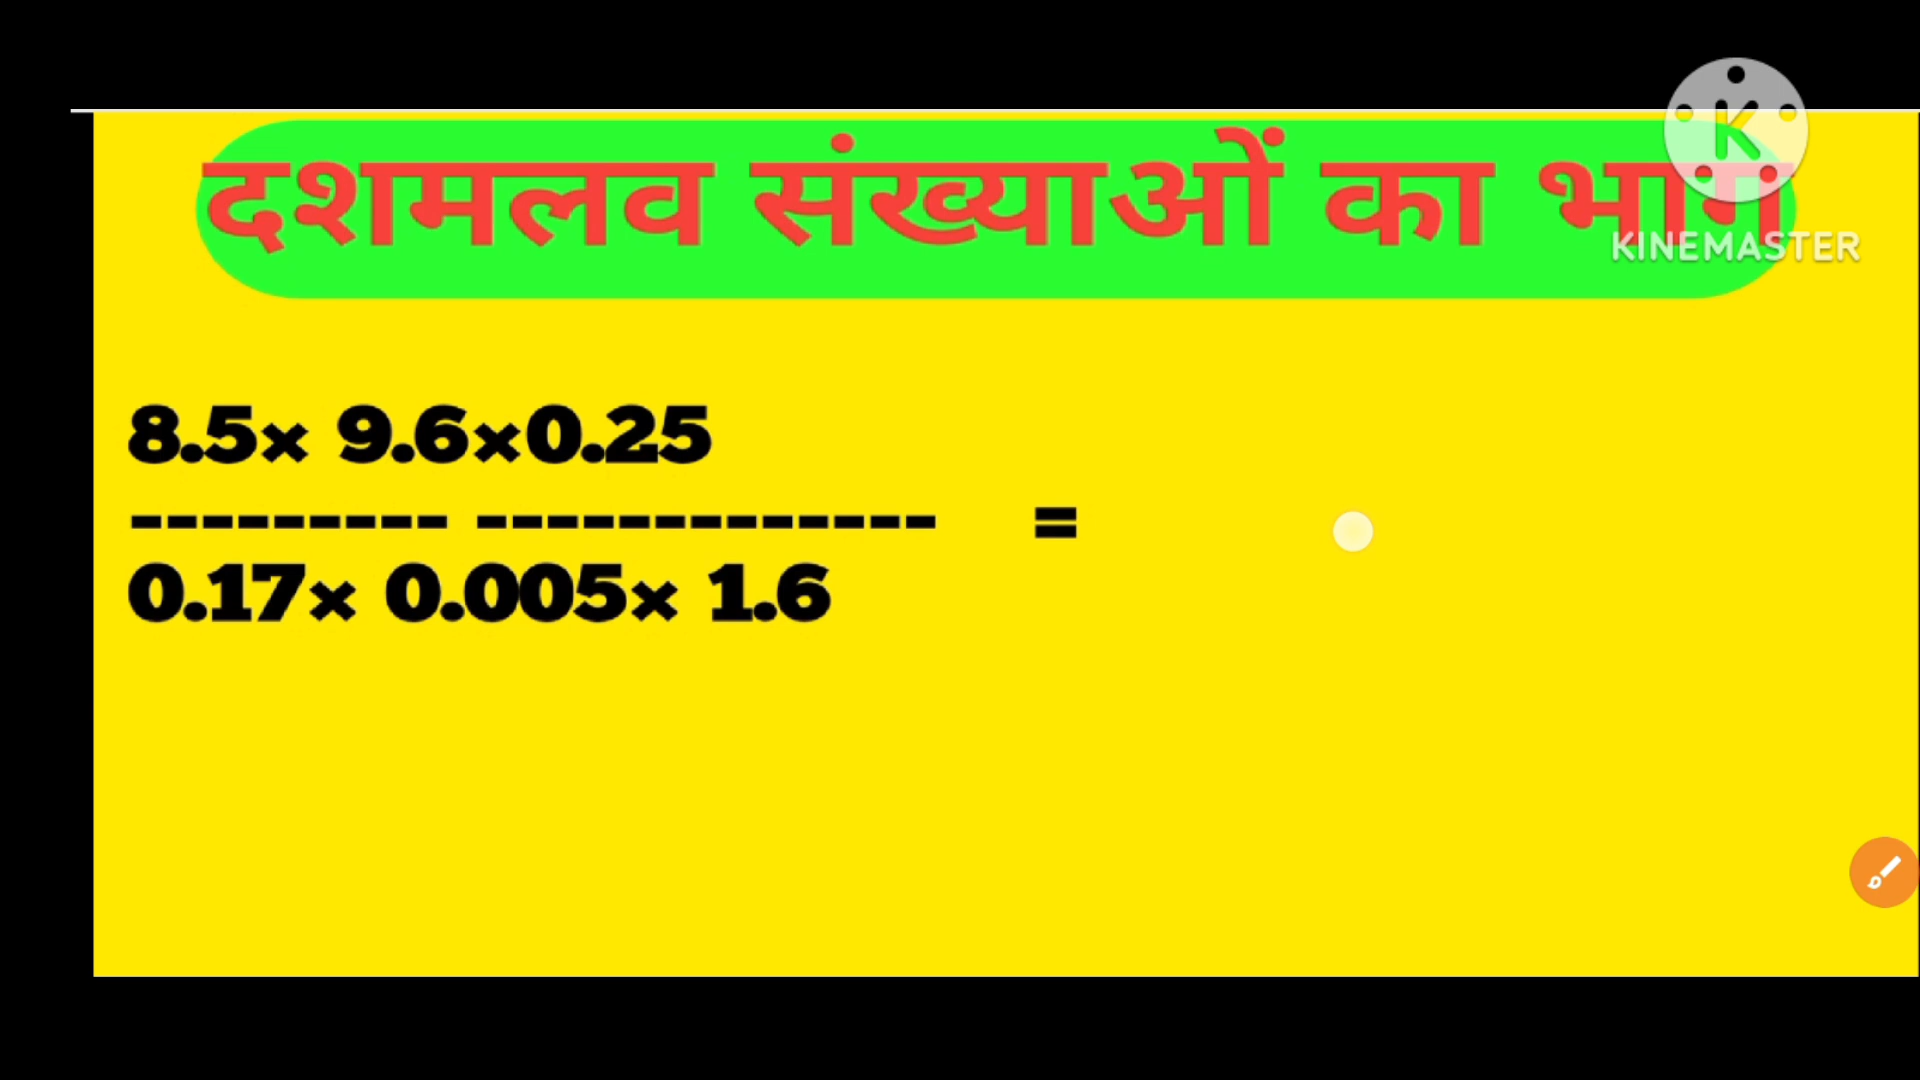 दशमलव संख्याओं का भाग
KINEMASTER
8.5× 9.6×0.25
--------- ------------- =
0.17× 0.005× 1.6